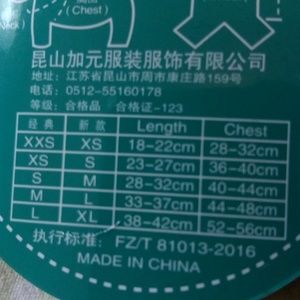 (Chest)
昆山加元服装服饰有限公司
地址：江苏省昆山市周市康庄路159号
电话：0512-55160178
等级：合格品 合格证-123
经典 新款 Length Chest
XXS XS 18-22cm 28-32cm
XS S 23-27cm 36-40cm
S M 28-32cm 40-44cm
M L 33-37cm 44-48cm
L XL 38-42cm 52-56cm
执行标准：FZ/T 81013-2016
MADE IN CHINA